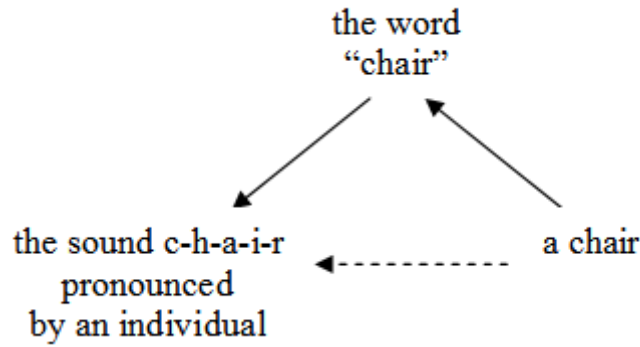 the word
“chair”
the sound c-h-a-i-r
pronounced
by an individual
a chair